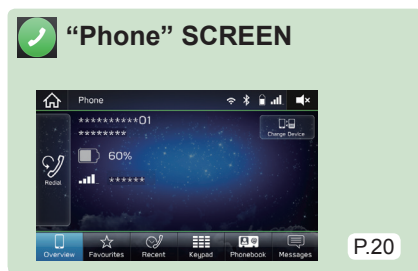 “Phone” SCREEN
Phone
**********01
********
Change Device
60%
******
Redial
Overview Favourites Recent Keypad Phonebook Messages
P.20